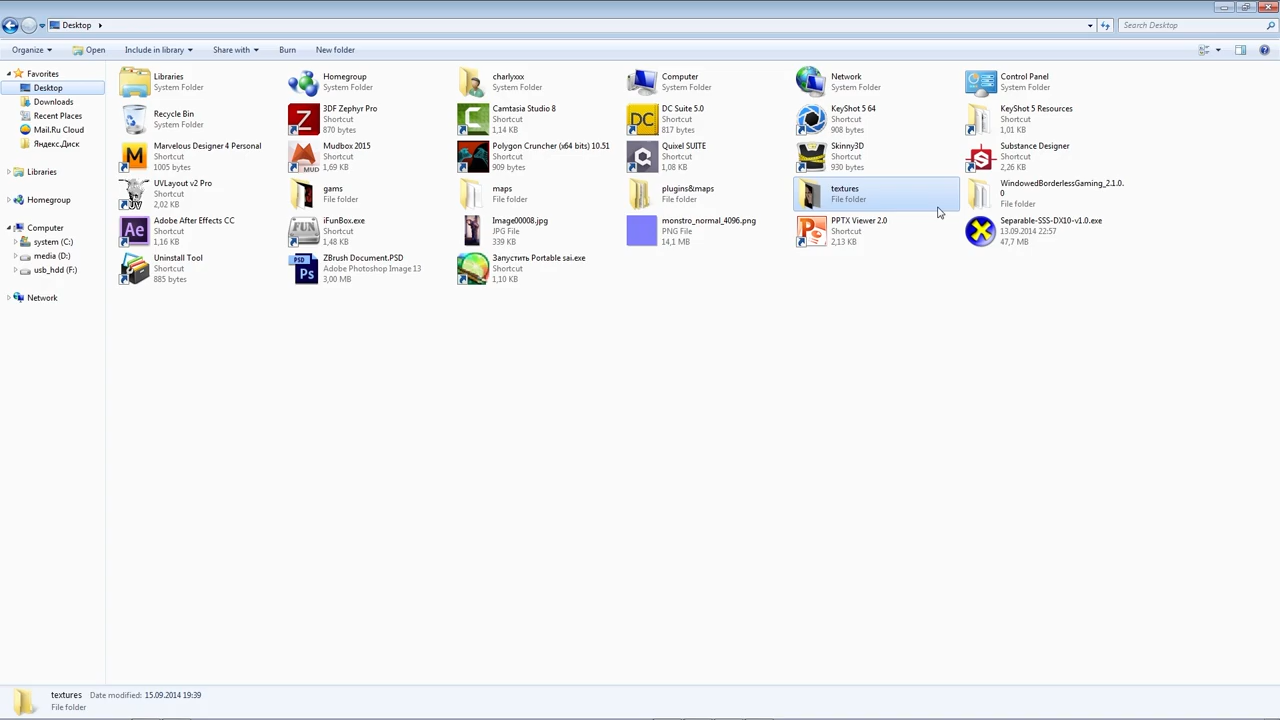 Desktop
Search Desktop
Organize
Open
Include in library
Share with
Burn
New folder
Favorites
Desktop
Downloads
Recent Places
Mail.Ru Cloud
Яндекс.Диск
Libraries
Homegroup
Computer
system (C:)
media (D:)
usb_hdd (F:)
Network
Libraries
System Folder
Homegroup
System Folder
charlyxxx
System Folder
Computer
System Folder
Network
System Folder
Control Panel
System Folder
Recycle Bin
System Folder
3DF Zephyr Pro
Shortcut
870 bytes
Camtasia Studio 8
Shortcut
1,14 KB
DC
DC Suite 5.0
Shortcut
817 bytes
KeyShot 5 64
Shortcut
908 bytes
KeyShot 5 Resources
Shortcut
1,01 KB
Marvelous Designer 4 Personal
Shortcut
1005 bytes
MUD
Mudbox 2015
Shortcut
1,69 KB
Polygon Cruncher (x64 bits) 10.51
Shortcut
909 bytes
Quixel SUITE
Shortcut
1,08 KB
Skinny3D
Shortcut
930 bytes
Substance Designer
Shortcut
2,26 KB
UV
UVLayout v2 Pro
Shortcut
2,02 KB
gams
File folder
maps
File folder
plugins&maps
File folder
textures
File folder
WindowedBorderlessGaming_2.1.0.
0
File folder
Ae
Adobe After Effects CC
Shortcut
1,16 KB
FUN
iFunBox.exe
Shortcut
1,48 KB
Image00008.jpg
JPG File
339 KB
monstro_normal_4096.png
PNG File
14,1 MB
PPTX Viewer 2.0
Shortcut
2,13 KB
Separable-SSS-DX10-v1.0.exe
13.09.2014 22:57
47,7 MB
Uninstall Tool
Shortcut
885 bytes
PSD
Ps
ZBrush Document.PSD
Adobe Photoshop Image 13
3,00 MB
Запустить Portable sai.exe
Shortcut
1,10 KB
textures Date modified: 15.09.2014 19:39
File folder